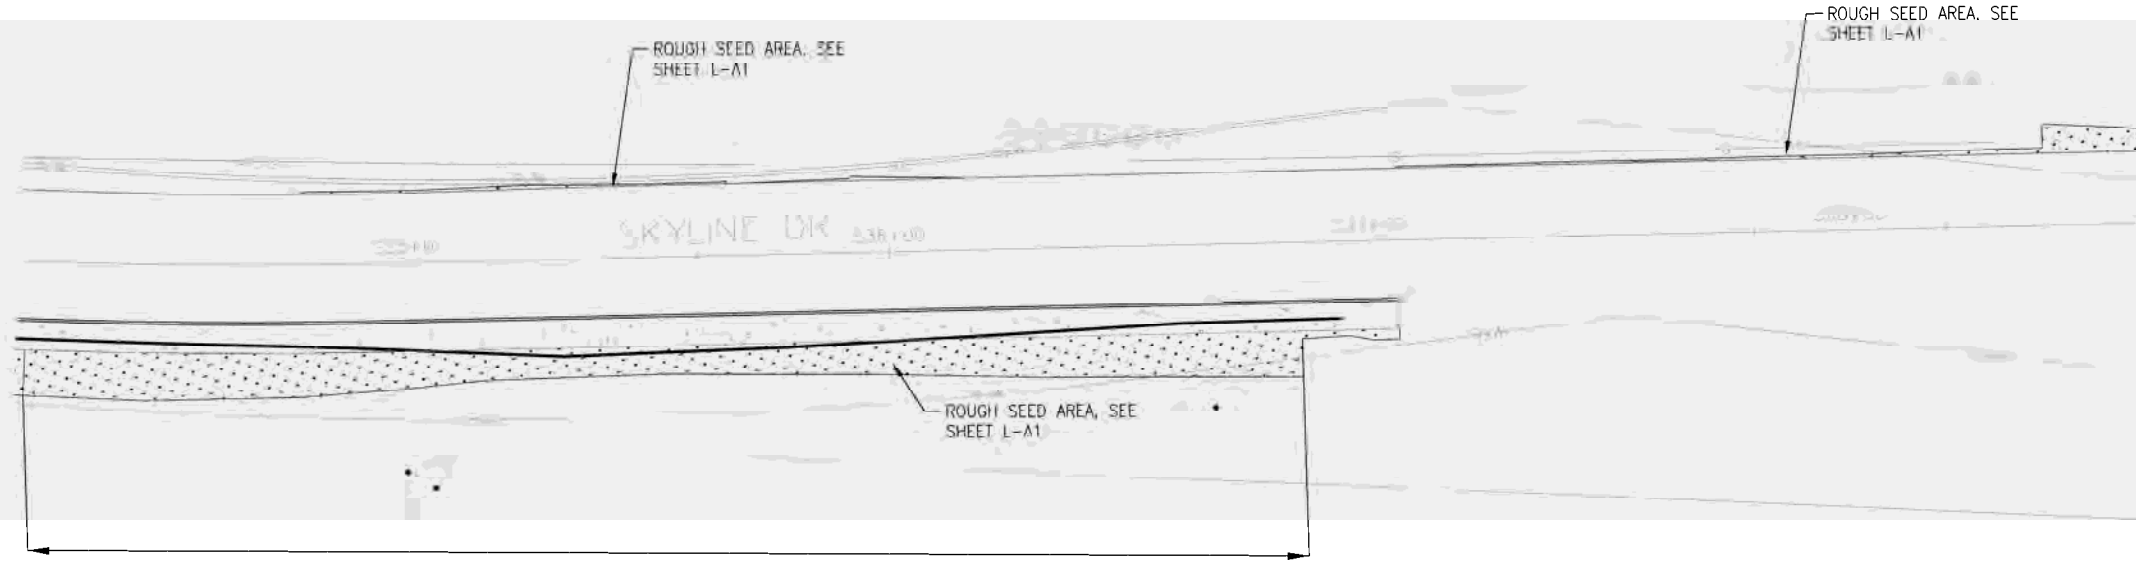 ROUGH SEED AREA, SEE
SHEET L-A1
ROUGH SEED AREA, SEE
SHEET L-A1
SKYLINE DR
ROUGH SEED AREA, SEE
SHEET L-A1